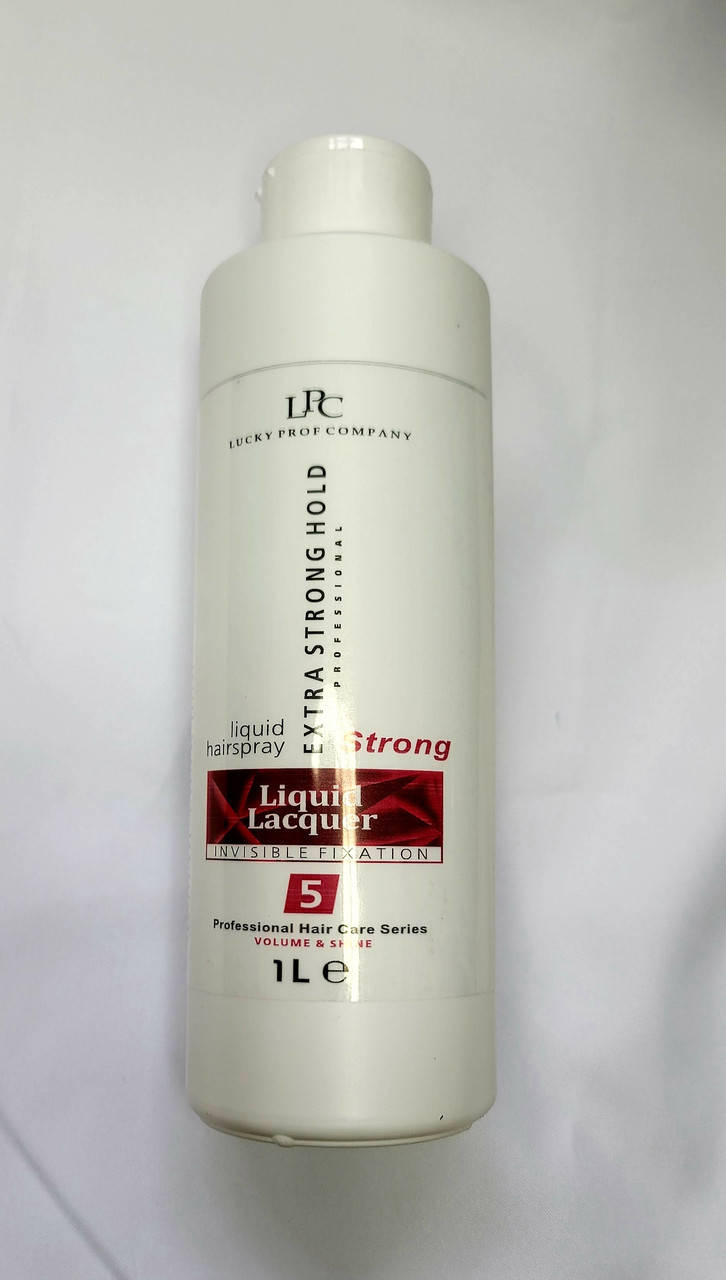 LPC
LUCKY PROF COMPANY
EXTRA STRONG HOLD
PROFESSIONAL
liquid
hairspray
Strong
Liquid
Lacquer
INVISIBLE FIXATION
5
Professional Hair Care Series
VOLUME & SHINE
1L ℮